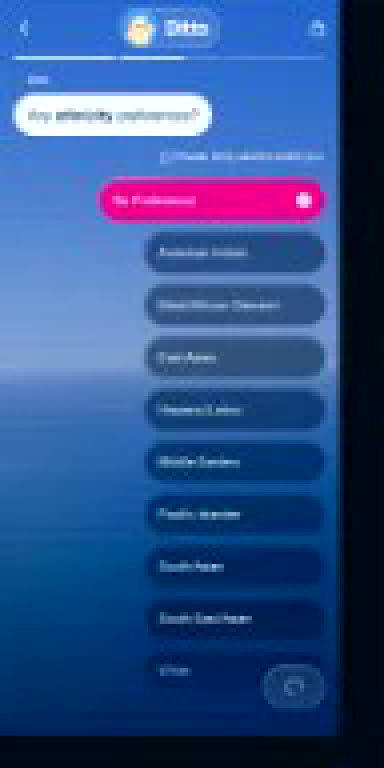 Ditto
Any ethnicity preferences?
No Preference
American Indian
Black/African Descent
East Asian
Hispanic/Latino
Middle Eastern
Pacific Islander
South Asian
South East Asian
White